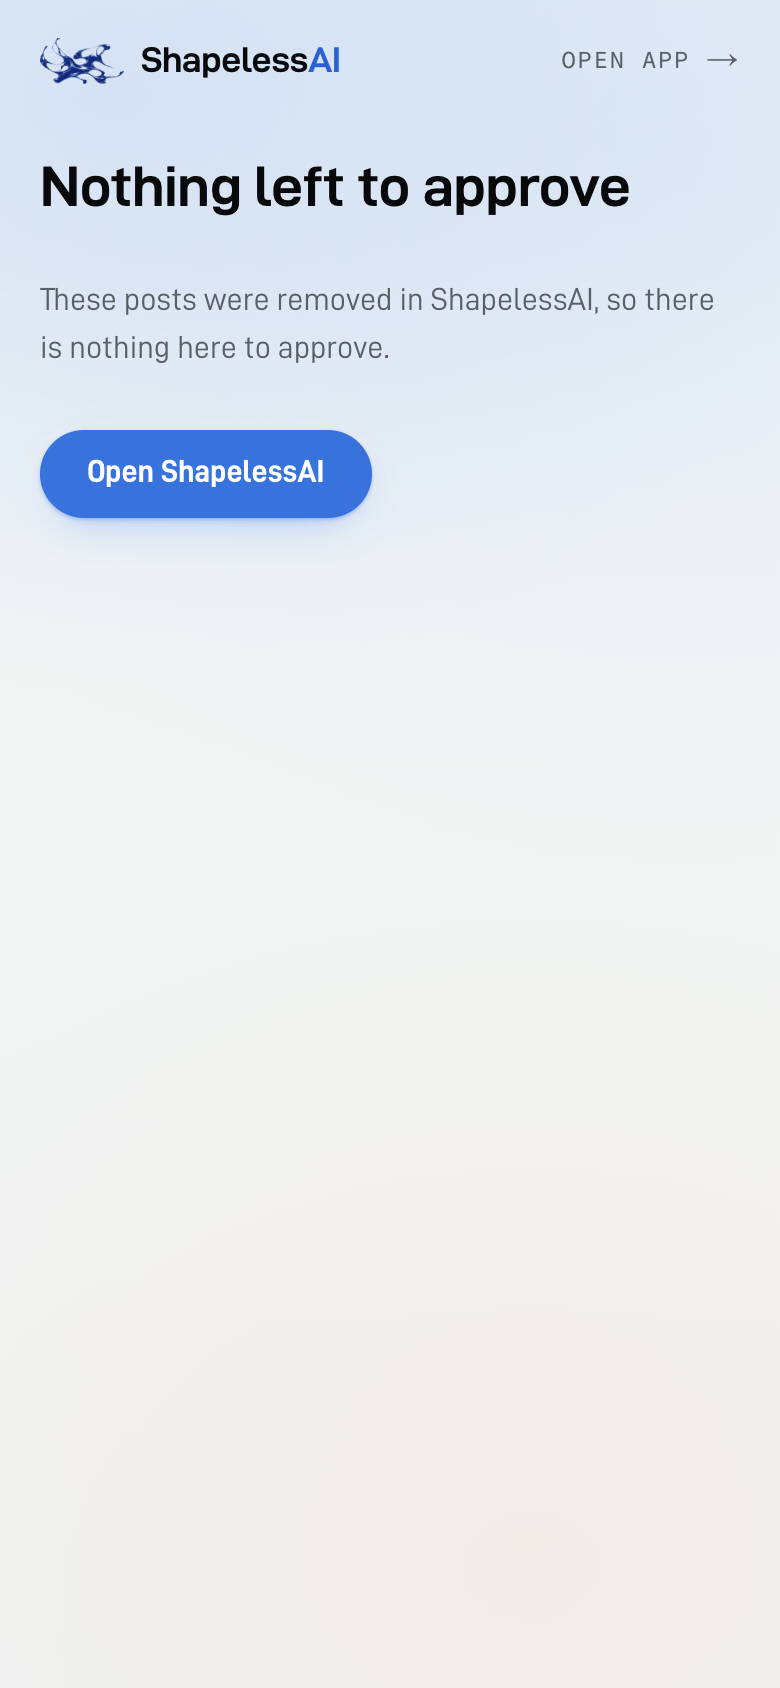 ShapelessAI
OPEN APP →
Nothing left to approve
These posts were removed in ShapelessAI, so there
is nothing here to approve.
Open ShapelessAI